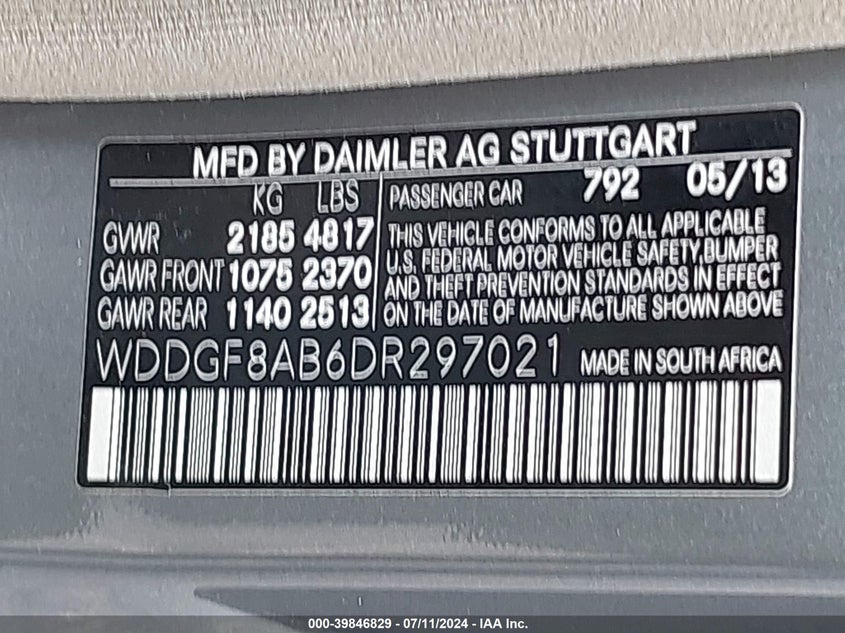 MFD BY DAIMLER AG STUTTGART
KG LBS
GVWR 2185 4817
GAWR FRONT 1075 2370
GAWR REAR 1140 2513
PASSENGER CAR 792 05/13
THIS VEHICLE CONFORMS TO ALL APPLICABLE
U.S. FEDERAL MOTOR VEHICLE SAFETY,BUMPER
AND THEFT PREVENTION STANDARDS IN EFFECT
ON THE DATE OF MANUFACTURE SHOWN ABOVE
WDDGF8AB6DR297021 MADE IN SOUTH AFRICA
000-39846829 - 07/11/2024 - IAA Inc.